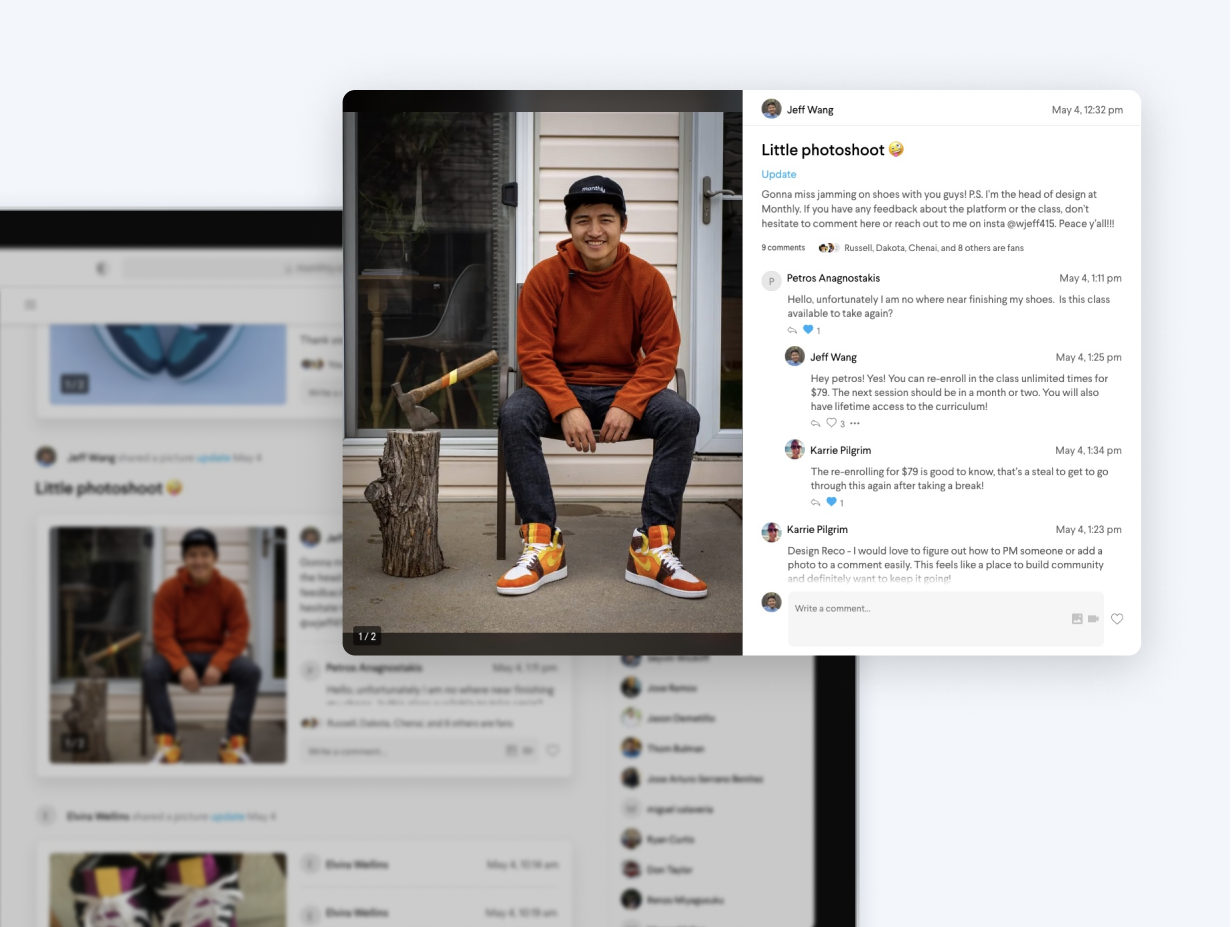 monthly
1 / 2
Jeff Wang
May 4, 12:32 pm
Little photoshoot 🤪
Update
Gonna miss jamming on shoes with you guys! P.S. I'm the head of design at
Monthly. If you have any feedback about the platform or the class, don't
hesitate to comment here or reach out to me on insta @wjeff415. Peace y'all!!!
9 comments
Russell, Dakota, Chenai, and 8 others are fans
P
Petros Anagnostakis
May 4, 1:11 pm
Hello, unfortunately I am no where near finishing my shoes. Is this class
available to take again?
1
Jeff Wang
May 4, 1:25 pm
Hey petros! Yes! You can re-enroll in the class unlimited times for
$79. The next session should be in a month or two. You will also
have lifetime access to the curriculum!
3
Karrie Pilgrim
May 4, 1:34 pm
The re-enrolling for $79 is good to know, that's a steal to get to go
through this again after taking a break!
1
Karrie Pilgrim
May 4, 1:23 pm
Design Reco - I would love to figure out how to PM someone or add a
photo to a comment easily. This feels like a place to build community
and definitely want to keep it going!
Write a comment...
1 / 2
Jeff Wang shared a picture update May 4
Little photoshoot 🤪
1 / 2
Petros Anagnostakis
May 4, 1:11 pm
Hello, unfortunately I am no where near finishing
Russell, Dakota, Chenai, and 8 others are fans
Write a comment...
Elvira Wellins shared a picture update May 4
E
Elvira Wellins
May 4, 10:14 am
E
Elvira Wellins
May 4, 10:19 am
Jose Ramos
Jason Demetillo
Thom Bulman
Jose Arturo Serrano Benitez
miguel salaveria
Ryan Curtis
Don Taylor
Renzo Miyagusuku